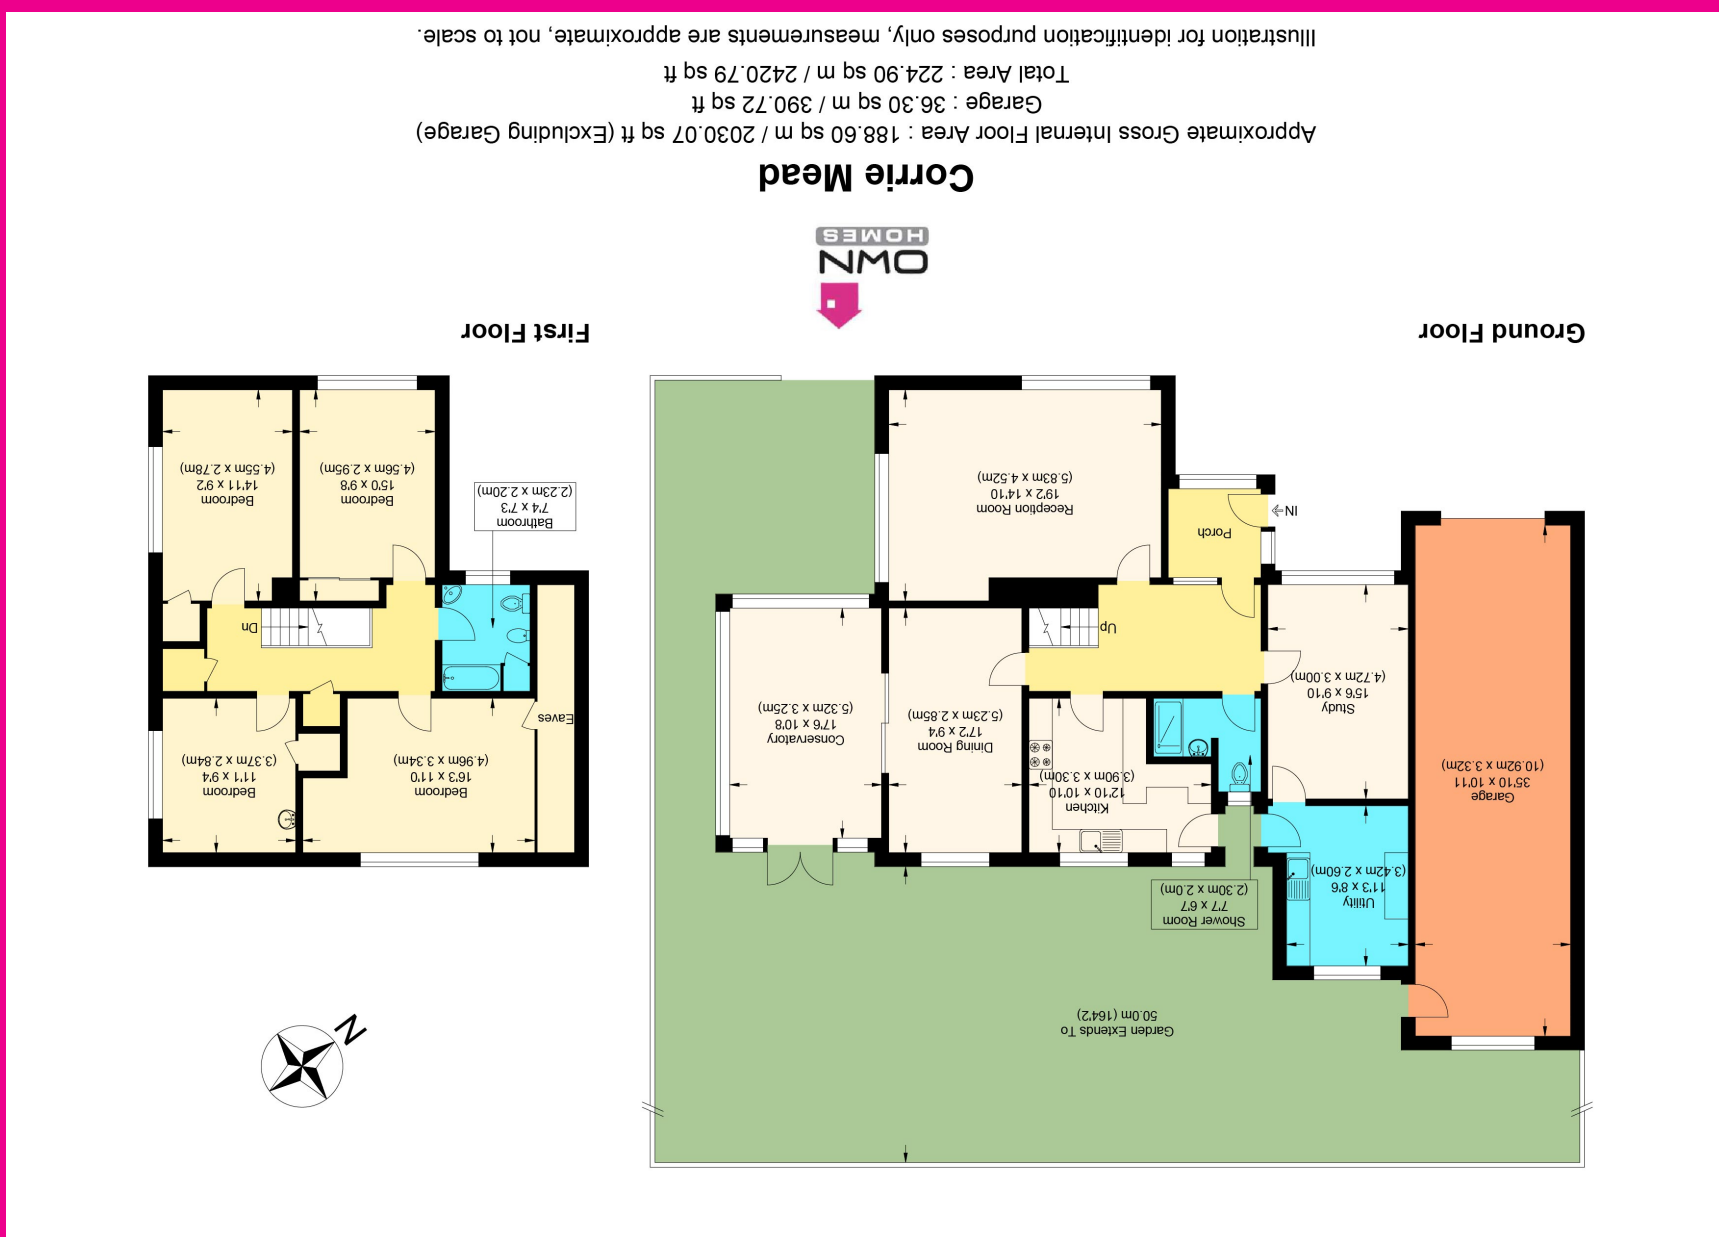 Garden Extends To
50.0m (164'2)
Garage
35'10 x 10'11
(10.92m x 3.32m)
Utility
11'3 x 8'6
(3.42m x 2.60m)
Shower Room
7'7 x 6'7
(2.30m x 2.0m)
Kitchen
12'10 x 10'10
(3.90m x 3.30m)
Dining Room
17'2 x 9'4
(5.23m x 2.85m)
Conservatory
17'6 x 10'8
(5.32m x 3.25m)
Study
15'6 x 9'10
(4.72m x 3.00m)
Up
Porch
IN
Reception Room
19'2 x 14'10
(5.83m x 4.52m)
Ground Floor
N
Bedroom
16'3 x 11'0
(4.96m x 3.34m)
Bedroom
11'1 x 9'4
(3.37m x 2.84m)
Eaves
Dn
Bathroom
7'4 x 7'3
(2.23m x 2.20m)
Bedroom
15'0 x 9'8
(4.56m x 2.95m)
Bedroom
14'11 x 9'2
(4.55m x 2.78m)
First Floor
OWN
HOMES
Corrie Mead
Approximate Gross Internal Floor Area : 188.60 sq m / 2030.07 sq ft (Excluding Garage)
Garage : 36.30 sq m / 390.72 sq ft
Total Area : 224.90 sq m / 2420.79 sq ft
Illustration for identification purposes only, measurements are approximate, not to scale.